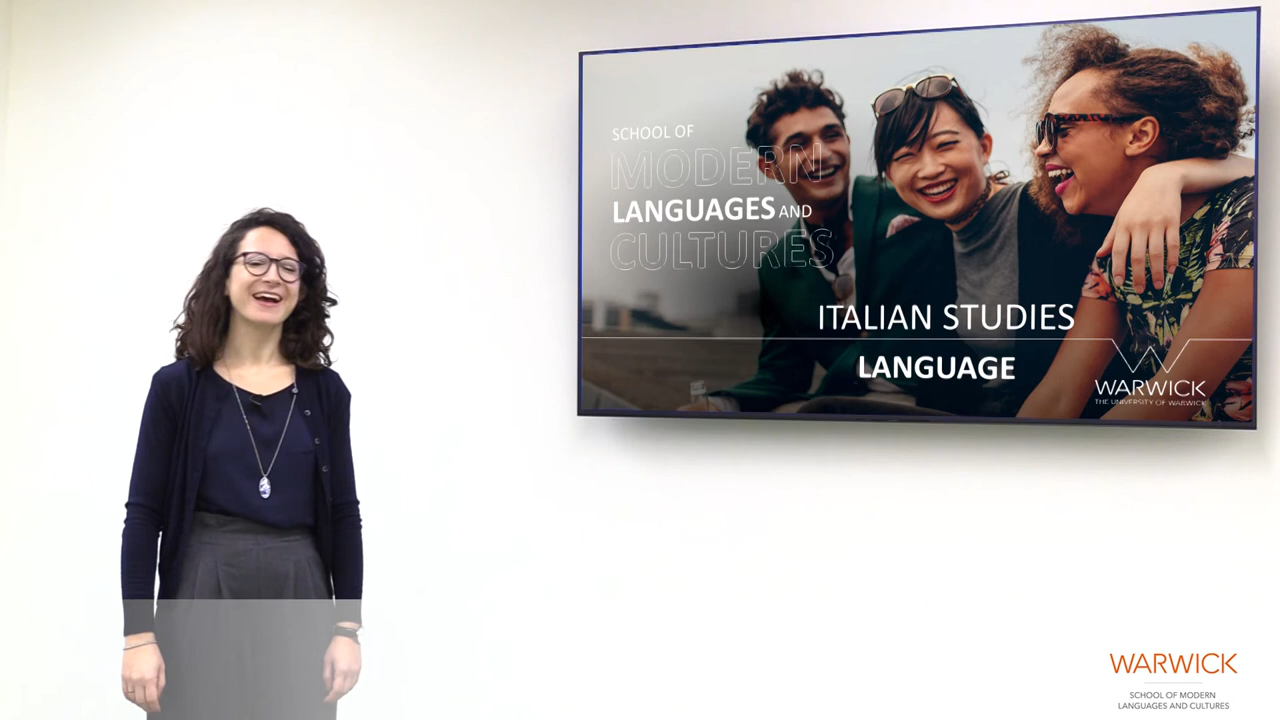 SCHOOL OF
MODERN
LANGUAGES AND
CULTURES
ITALIAN STUDIES
LANGUAGE
WARWICK
THE UNIVERSITY OF WARWICK
WARWICK
SCHOOL OF MODERN
LANGUAGES AND CULTURES